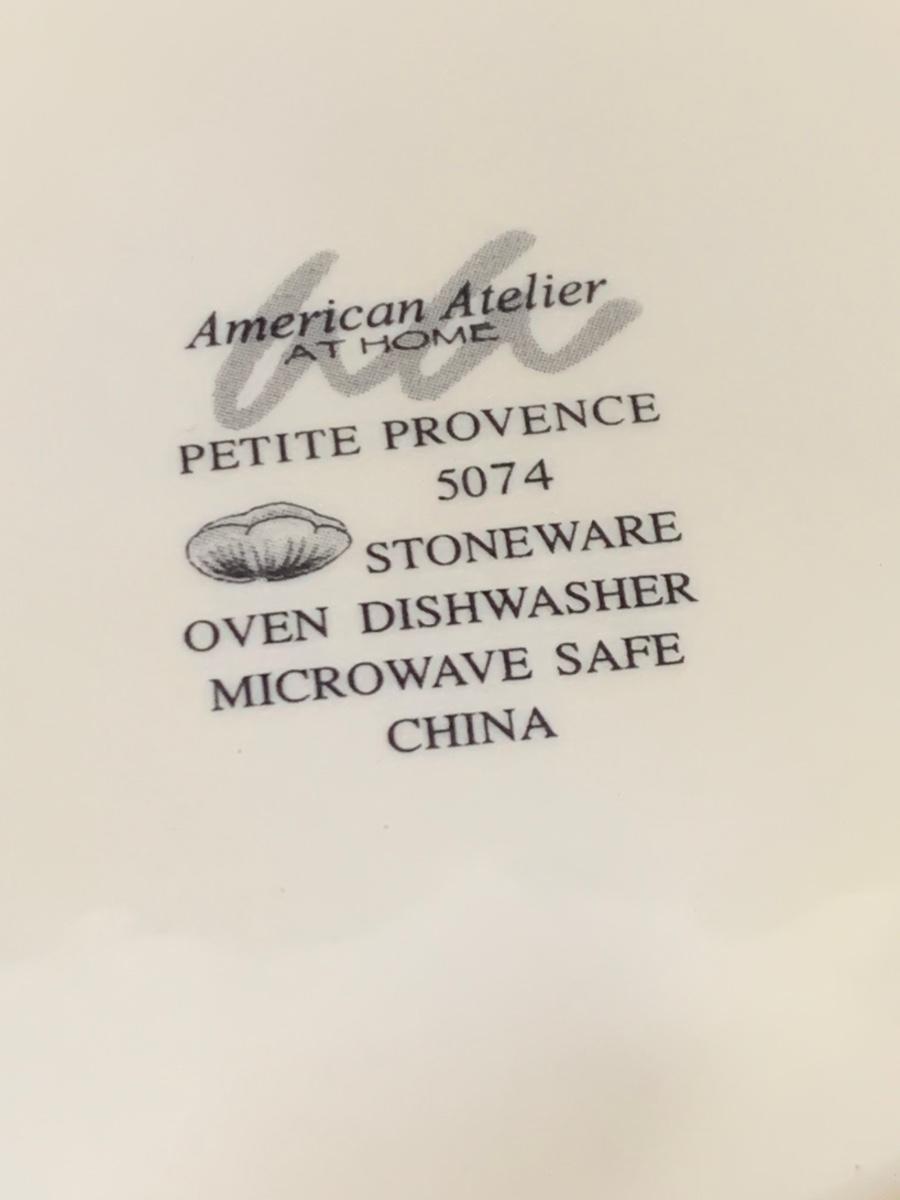 American Atelier
AT HOME
PETITE PROVENCE
5074
STONEWARE
OVEN DISHWASHER
MICROWAVE SAFE
CHINA